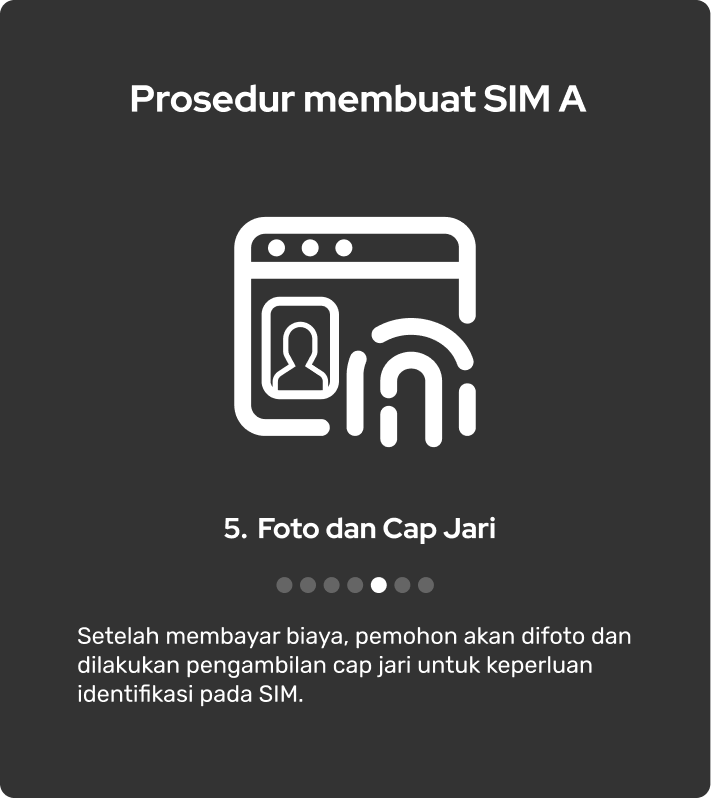 Prosedur membuat SIM A
5. Foto dan Cap Jari
Setelah membayar biaya, pemohon akan difoto dan
dilakukan pengambilan cap jari untuk keperluan
identifikasi pada SIM.